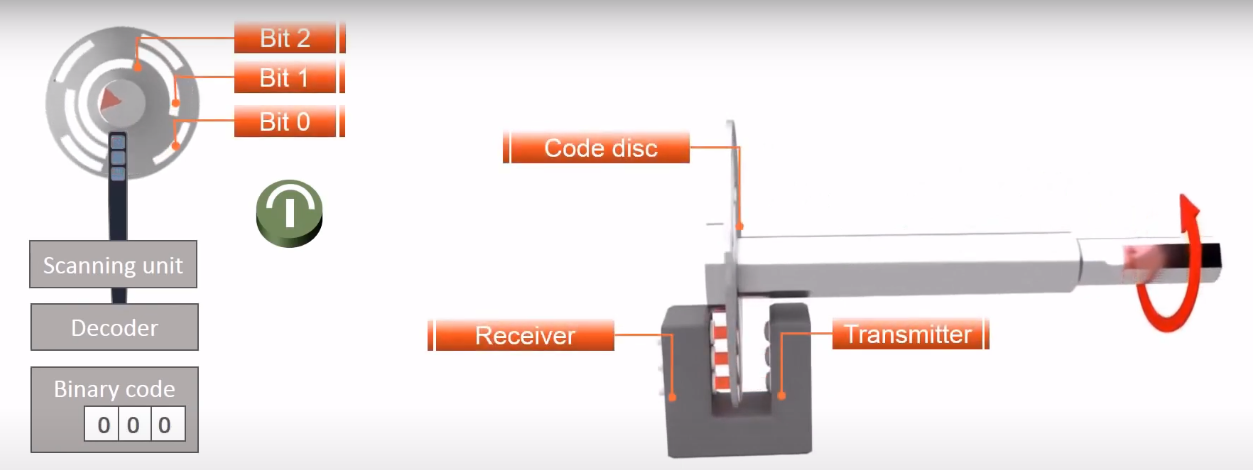 Bit 2
Bit 1
Bit 0
Code disc
Scanning unit
Decoder
Receiver
Transmitter
Binary code
0 0 0